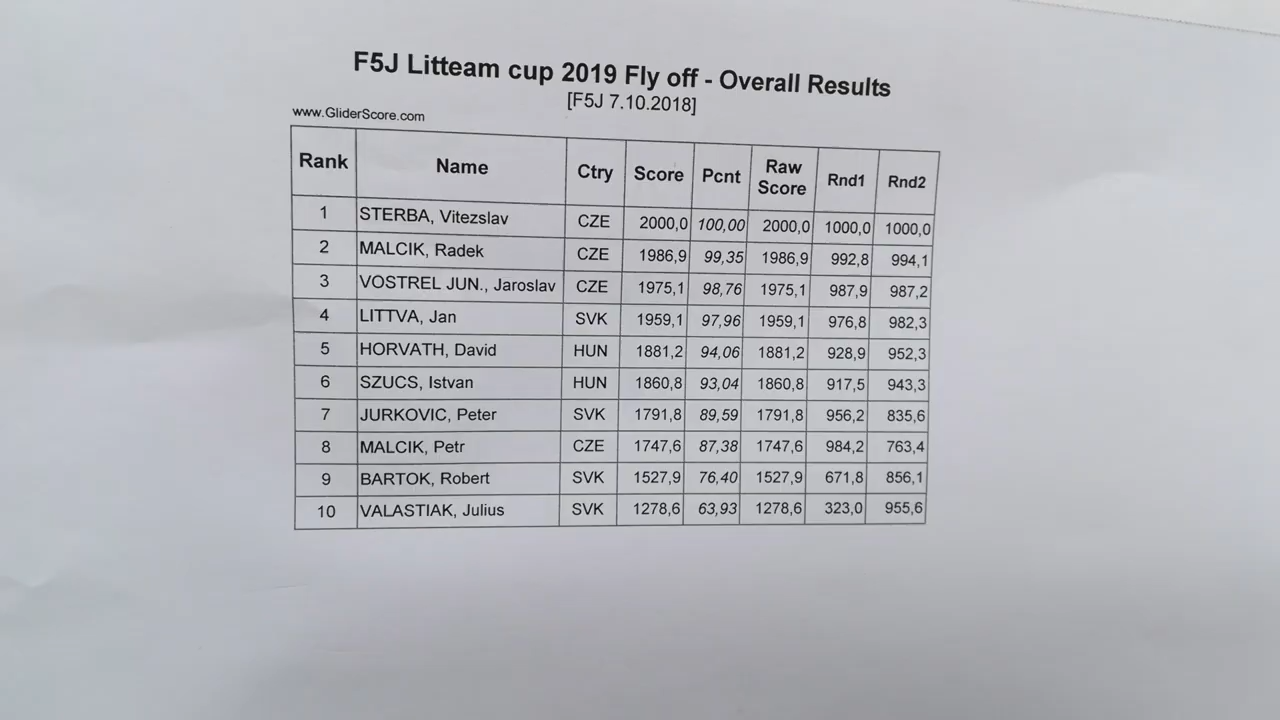 F5J Litteam cup 2019 Fly off - Overall Results
[F5J 7.10.2018]
www.GliderScore.com
Rank Name Ctry Score Pcnt Raw Score Rnd1 Rnd2
1 STERBA, Vitezslav CZE 2000,0 100,00 2000,0 1000,0 1000,0
2 MALCIK, Radek CZE 1986,9 99,35 1986,9 992,8 994,1
3 VOSTREL JUN., Jaroslav CZE 1975,1 98,76 1975,1 987,9 987,2
4 LITTVA, Jan SVK 1959,1 97,96 1959,1 976,8 982,3
5 HORVATH, David HUN 1881,2 94,06 1881,2 928,9 952,3
6 SZUCS, Istvan HUN 1860,8 93,04 1860,8 917,5 943,3
7 JURKOVIC, Peter SVK 1791,8 89,59 1791,8 956,2 835,6
8 MALCIK, Petr CZE 1747,6 87,38 1747,6 984,2 763,4
9 BARTOK, Robert SVK 1527,9 76,40 1527,9 671,8 856,1
10 VALASTIAK, Julius SVK 1278,6 63,93 1278,6 323,0 955,6